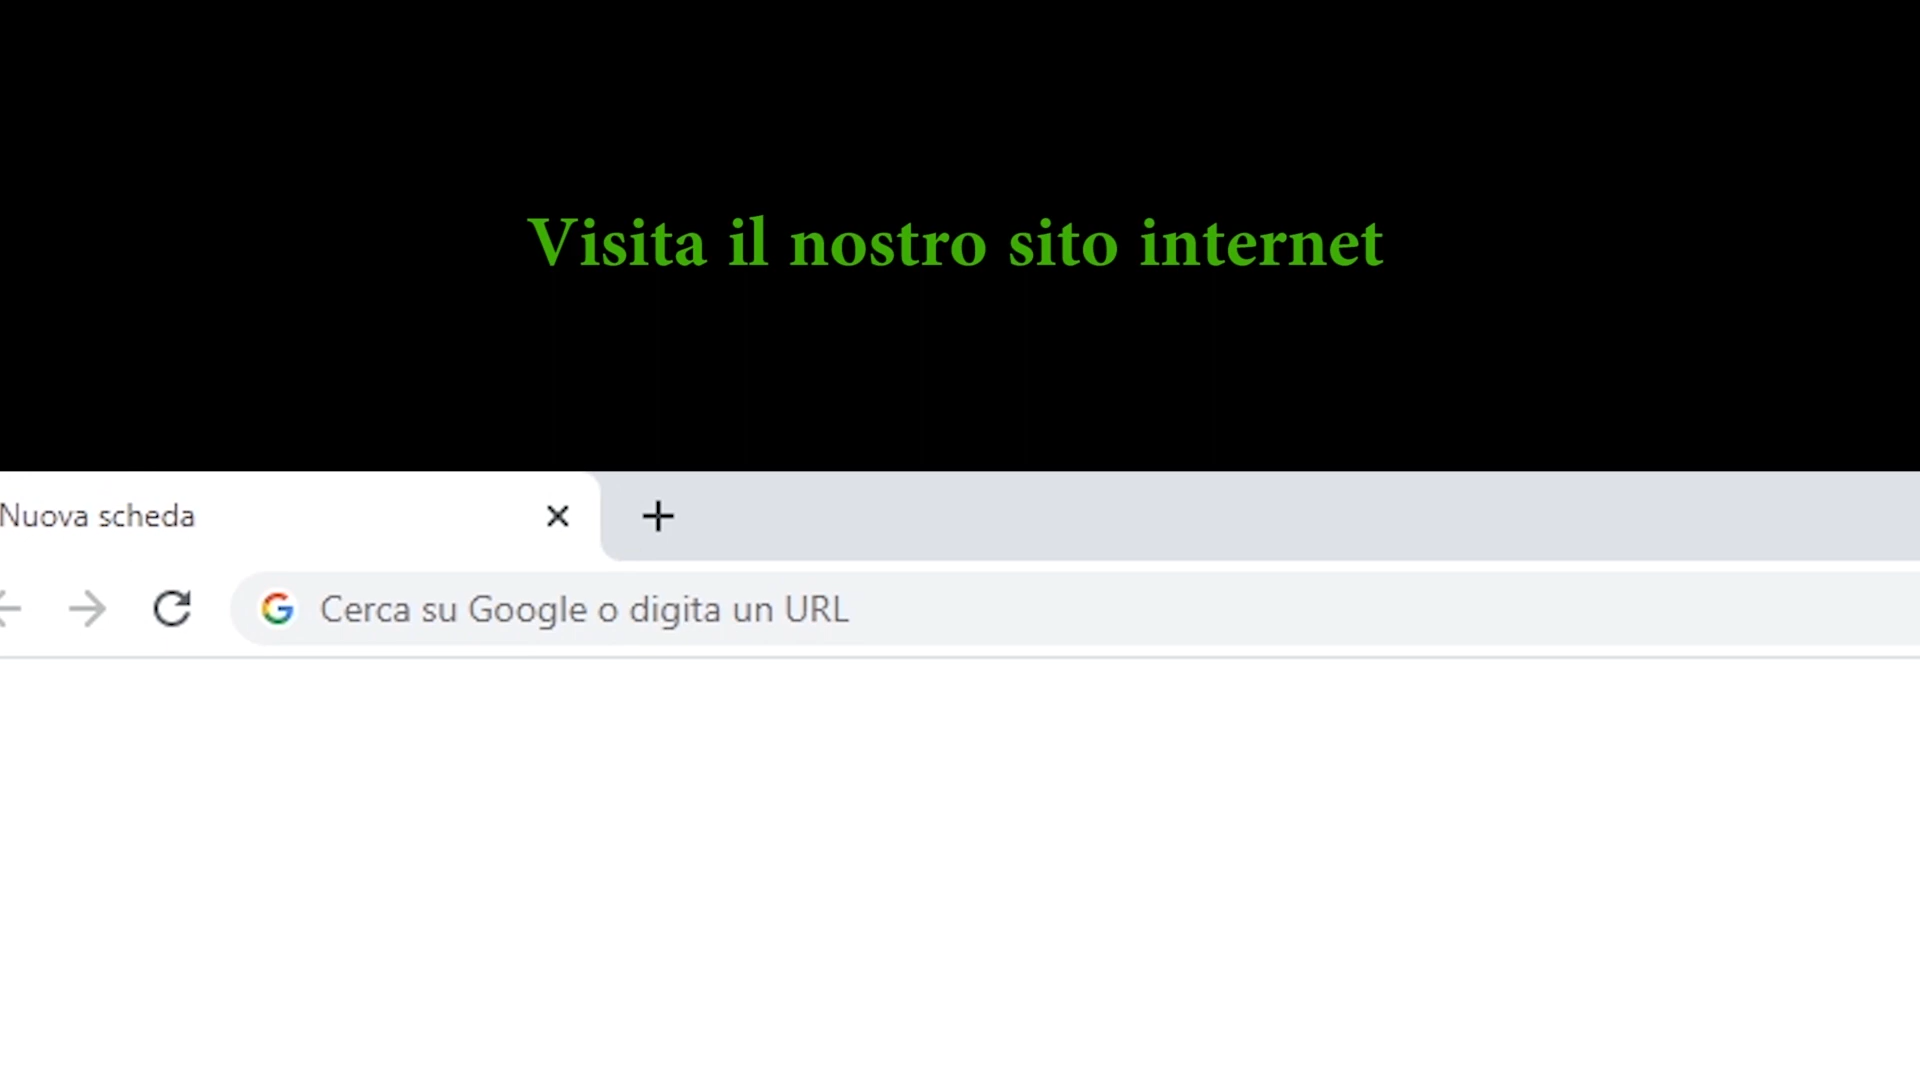 Visita il nostro sito internet
Nuova scheda
Cerca su Google o digita un URL